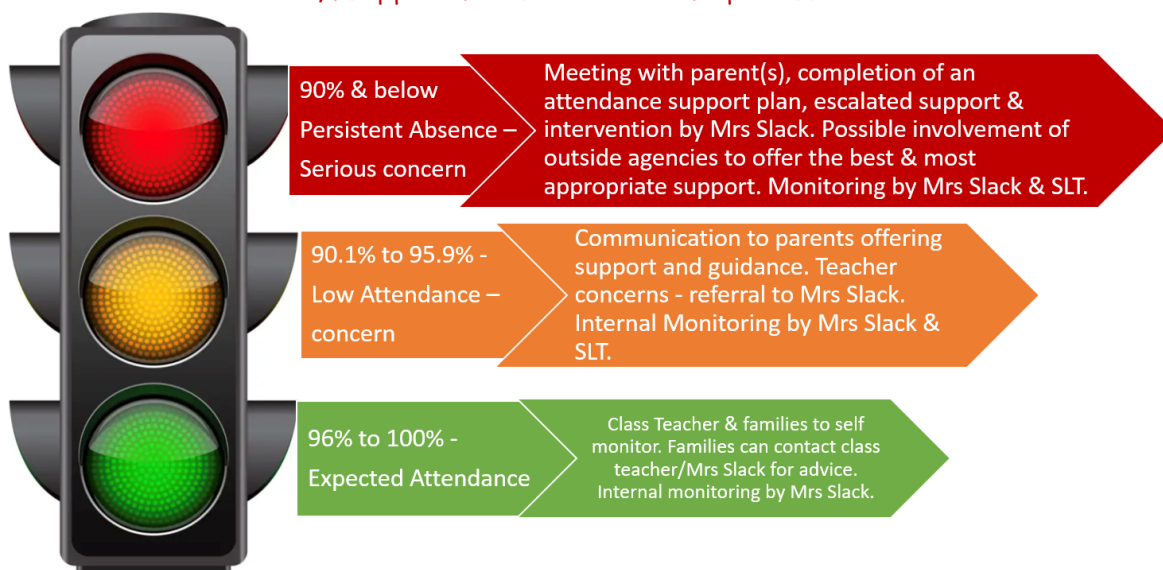 90% & below
Persistent Absence –
Serious concern
Meeting with parent(s), completion of an
attendance support plan, escalated support &
intervention by Mrs Slack. Possible involvement of
outside agencies to offer the best & most
appropriate support. Monitoring by Mrs Slack & SLT.
90.1% to 95.9% -
Low Attendance –
concern
Communication to parents offering
support and guidance. Teacher
concerns - referral to Mrs Slack.
Internal Monitoring by Mrs Slack &
SLT.
96% to 100% -
Expected Attendance
Class Teacher & families to self
monitor. Families can contact class
teacher/Mrs Slack for advice.
Internal monitoring by Mrs Slack.